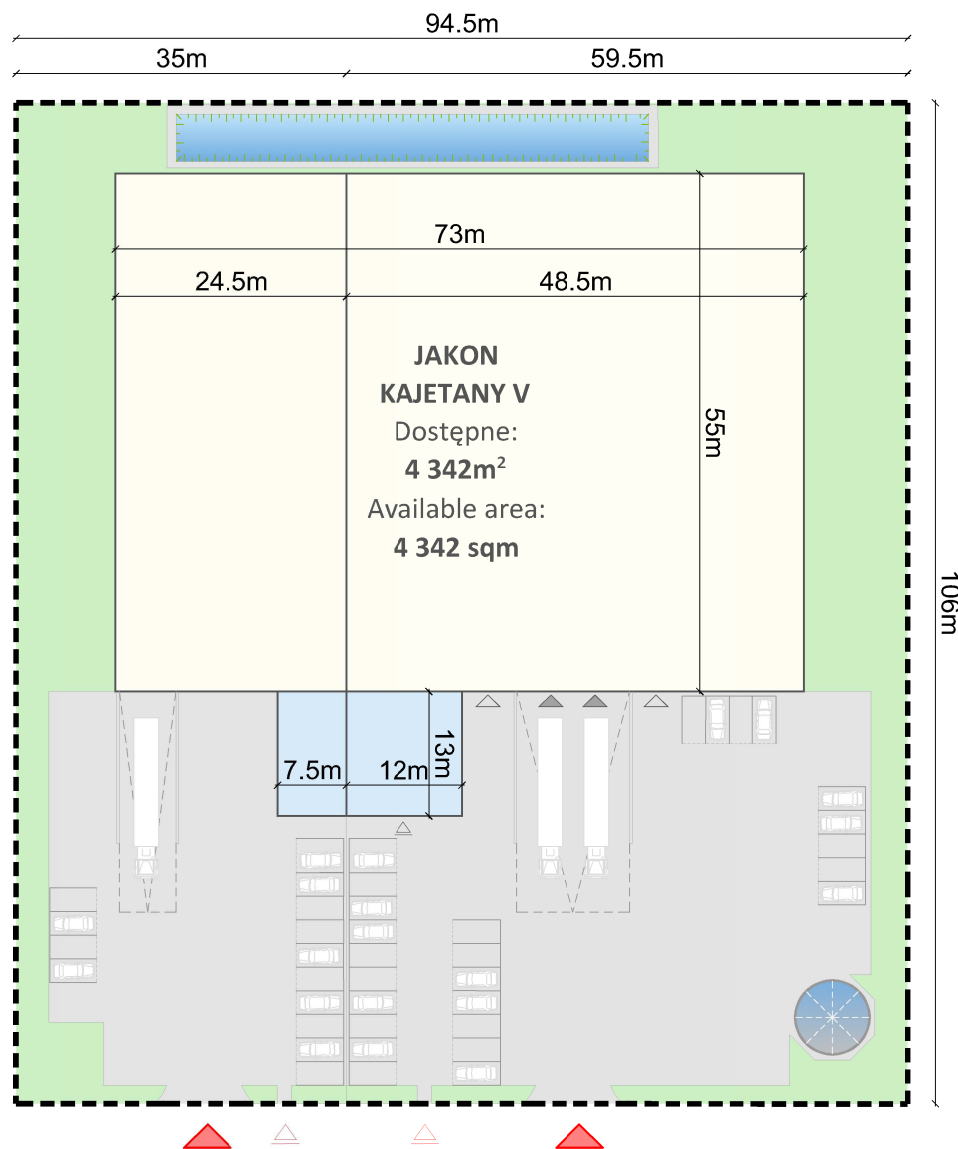 94.5m
35m
59.5m
73m
24.5m
48.5m
JAKON
KAJETANY V
Dostępne:
4 342m²
Available area:
4 342 sqm
55m
106m
13m
7.5m
12m